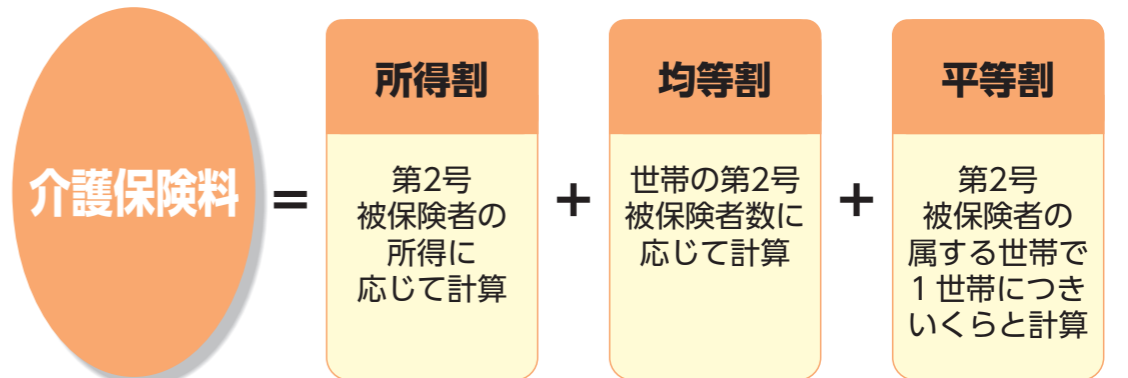 介護保険料
=
所得割
第2号
被保険者の
所得に
応じて計算
+
均等割
世帯の第2号
被保険者数に
応じて計算
+
平等割
第2号
被保険者の
属する世帯で
1世帯につき
いくらと計算